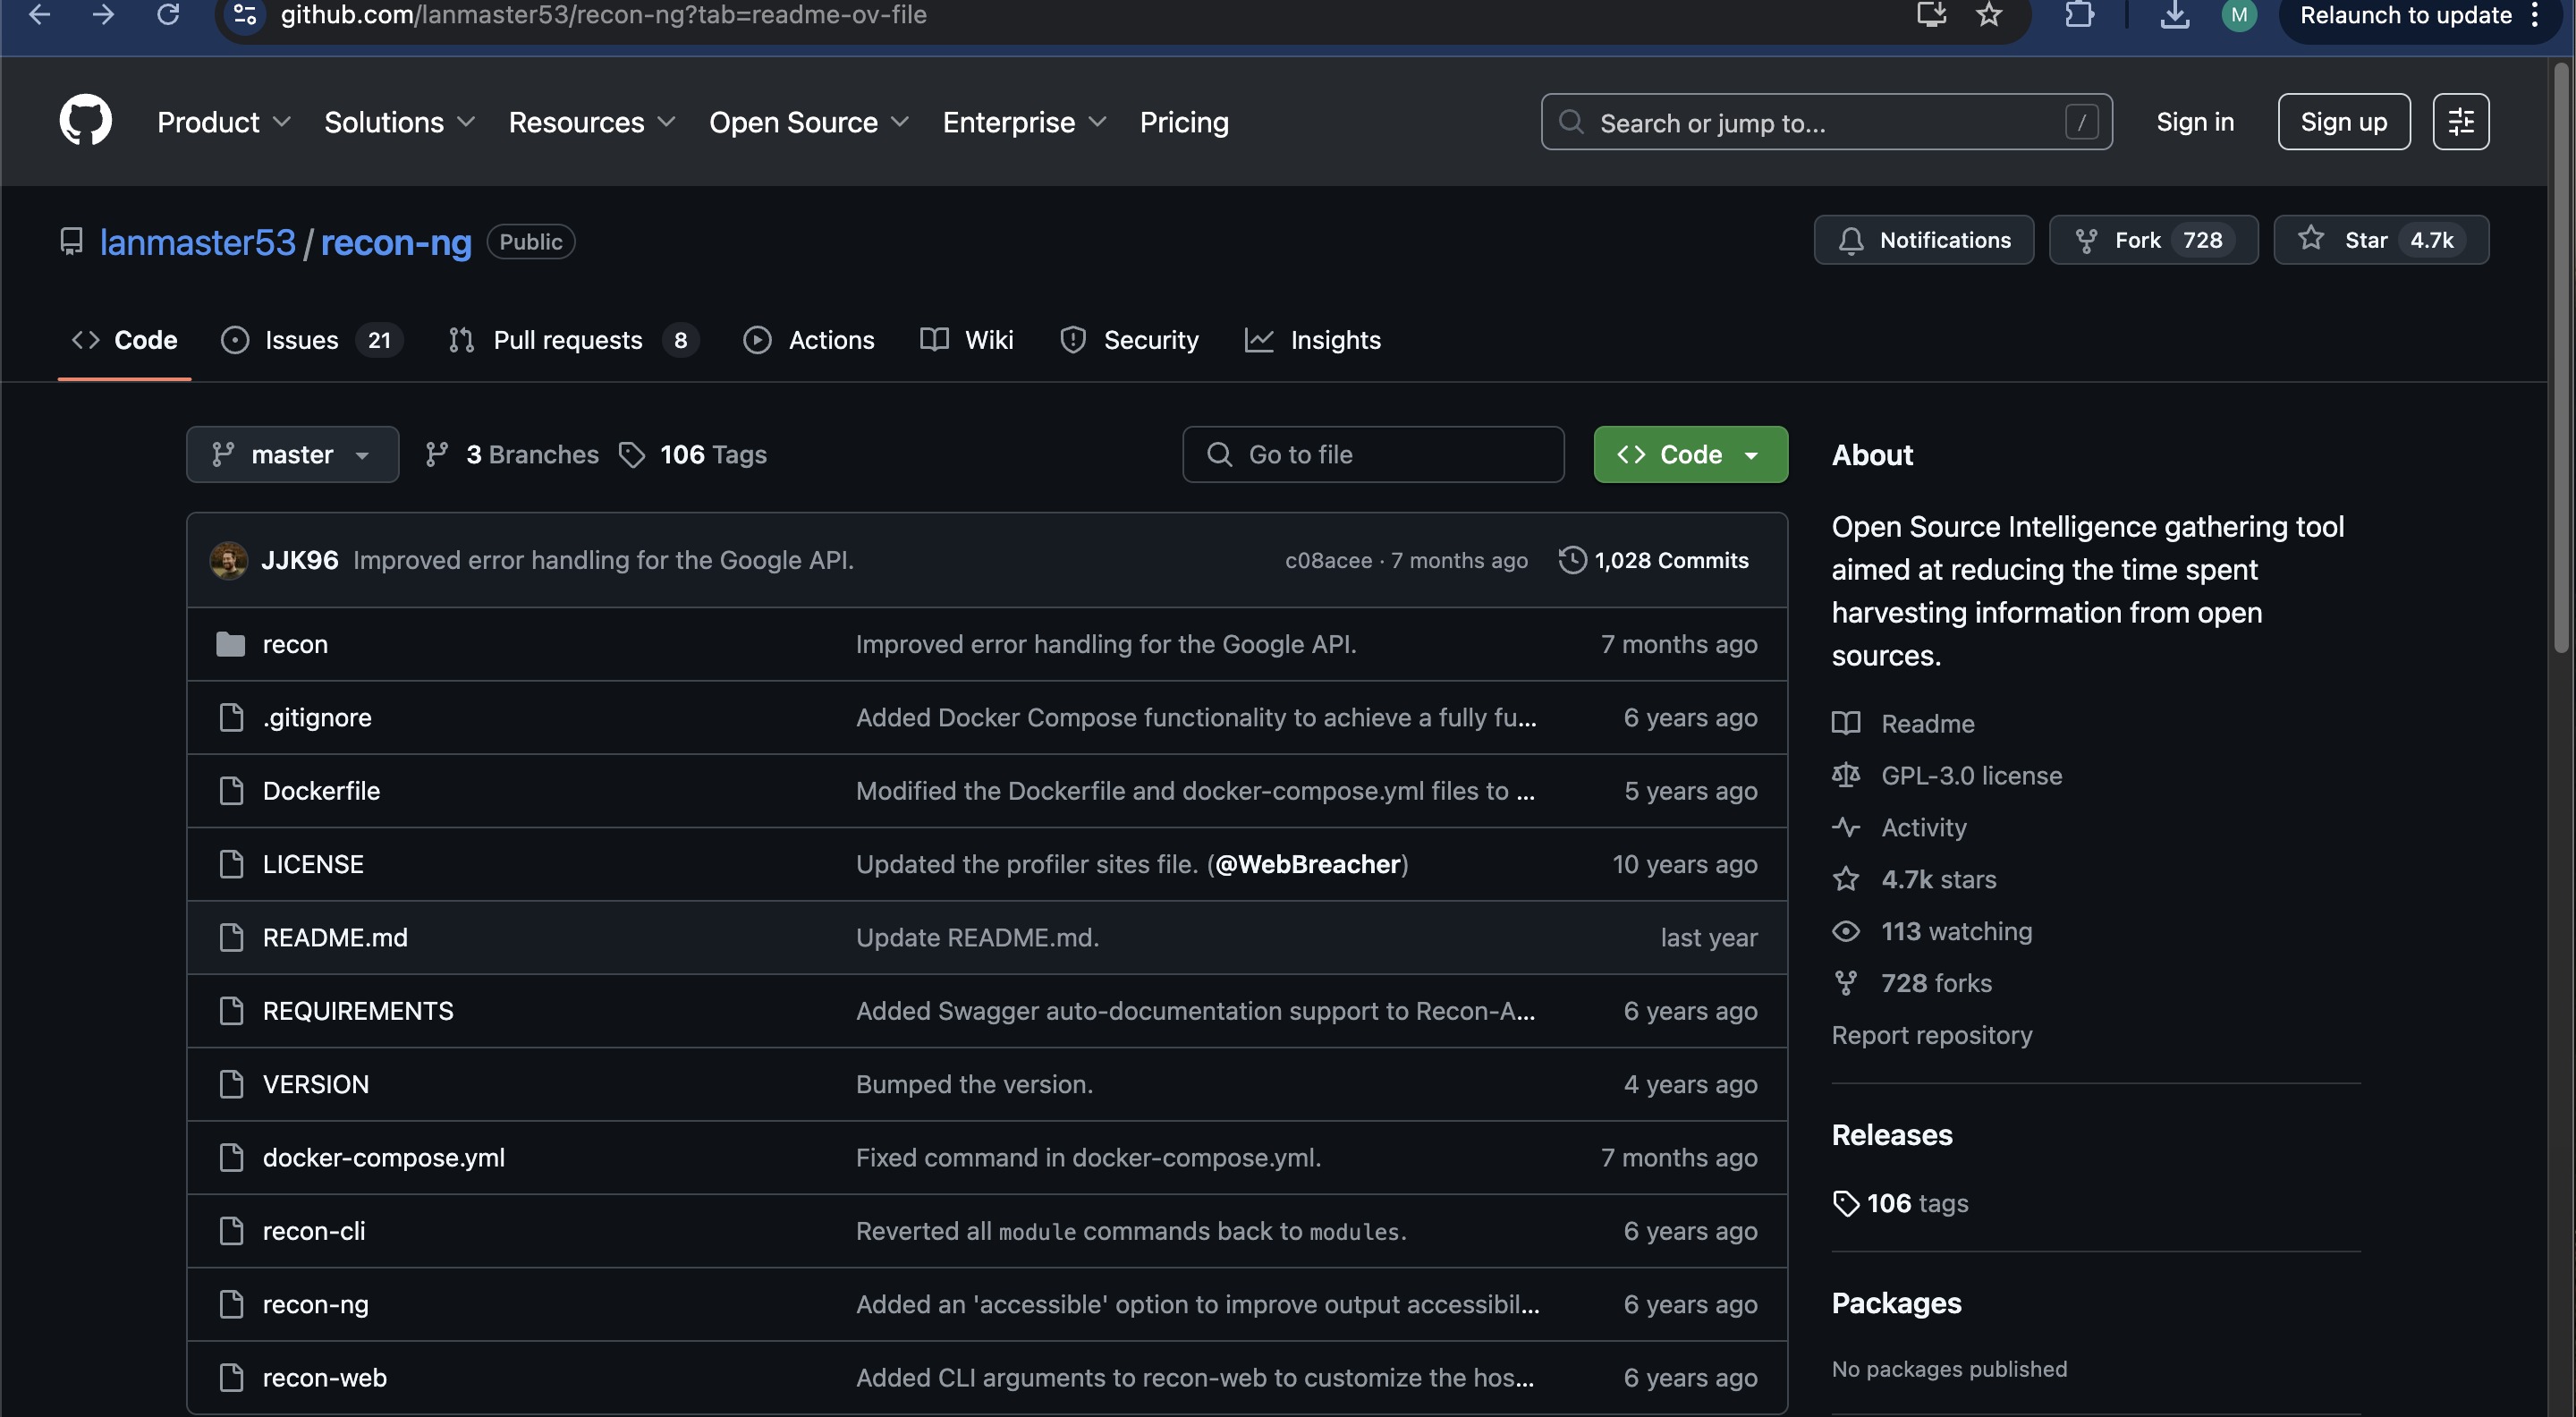 github.com/lanmaster53/recon-ng?tab=readme-ov-file
M
Relaunch to update
Product
Solutions
Resources
Open Source
Enterprise
Pricing
Search or jump to...
/
Sign in
Sign up
lanmaster53/recon-ng
Public
Notifications
Fork 728
Star 4.7k
Code
Issues 21
Pull requests 8
Actions
Wiki
Security
Insights
master
3 Branches
106 Tags
Go to file
Code
JJK96 Improved error handling for the Google API. c08acee · 7 months ago 1,028 Commits
recon Improved error handling for the Google API. 7 months ago
.gitignore Added Docker Compose functionality to achieve a fully fu... 6 years ago
Dockerfile Modified the Dockerfile and docker-compose.yml files to ... 5 years ago
LICENSE Updated the profiler sites file. (@WebBreacher) 10 years ago
README.md Update README.md. last year
REQUIREMENTS Added Swagger auto-documentation support to Recon-A... 6 years ago
VERSION Bumped the version. 4 years ago
docker-compose.yml Fixed command in docker-compose.yml. 7 months ago
recon-cli Reverted all module commands back to modules. 6 years ago
recon-ng Added an 'accessible' option to improve output accessibil... 6 years ago
recon-web Added CLI arguments to recon-web to customize the hos... 6 years ago
About
Open Source Intelligence gathering tool
aimed at reducing the time spent
harvesting information from open
sources.
Readme
GPL-3.0 license
Activity
4.7k stars
113 watching
728 forks
Report repository
Releases
106 tags
Packages
No packages published